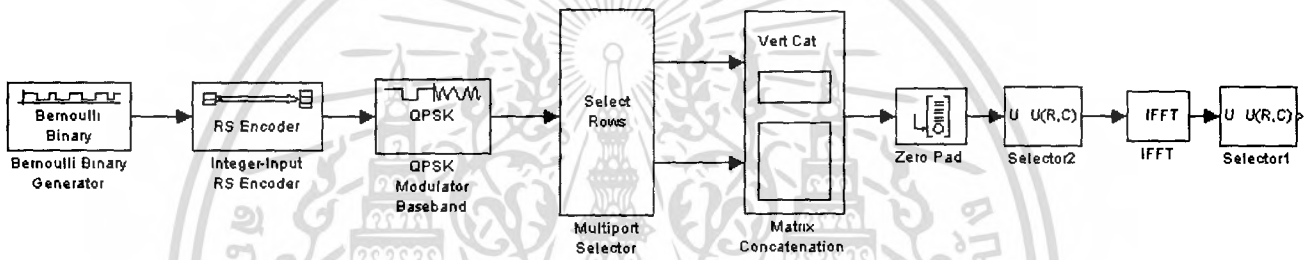 Bernoulli
Binary
Bernoulli Binary
Generator
RS Encoder
Integer-Input
RS Encoder
QPSK
QPSK
Modulator
Baseband
Select
Rows
Multiport
Selector
Vert Cat
Matrix
Concatenation
Zero Pad
U U(R,C)
Selector2
IFFT
IFFT
U U(R,C)
Selector1